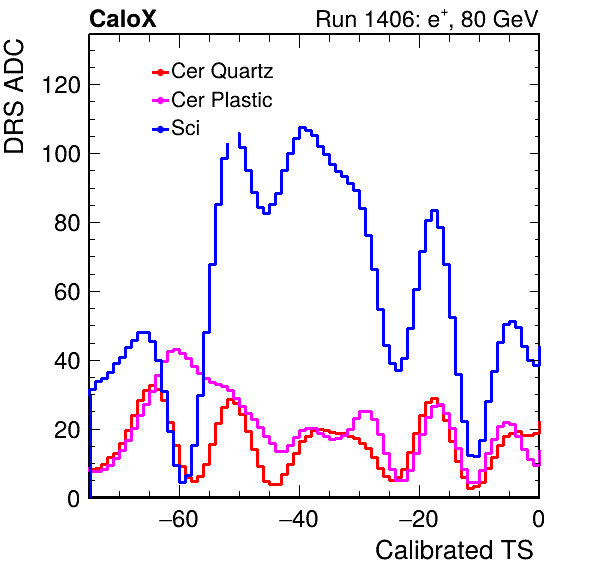 CaloX Run 1406: e⁺, 80 GeV
DRS ADC
Cer Quartz
Cer Plastic
Sci
120
100
80
60
40
20
0
−60 −40 −20 0
Calibrated TS